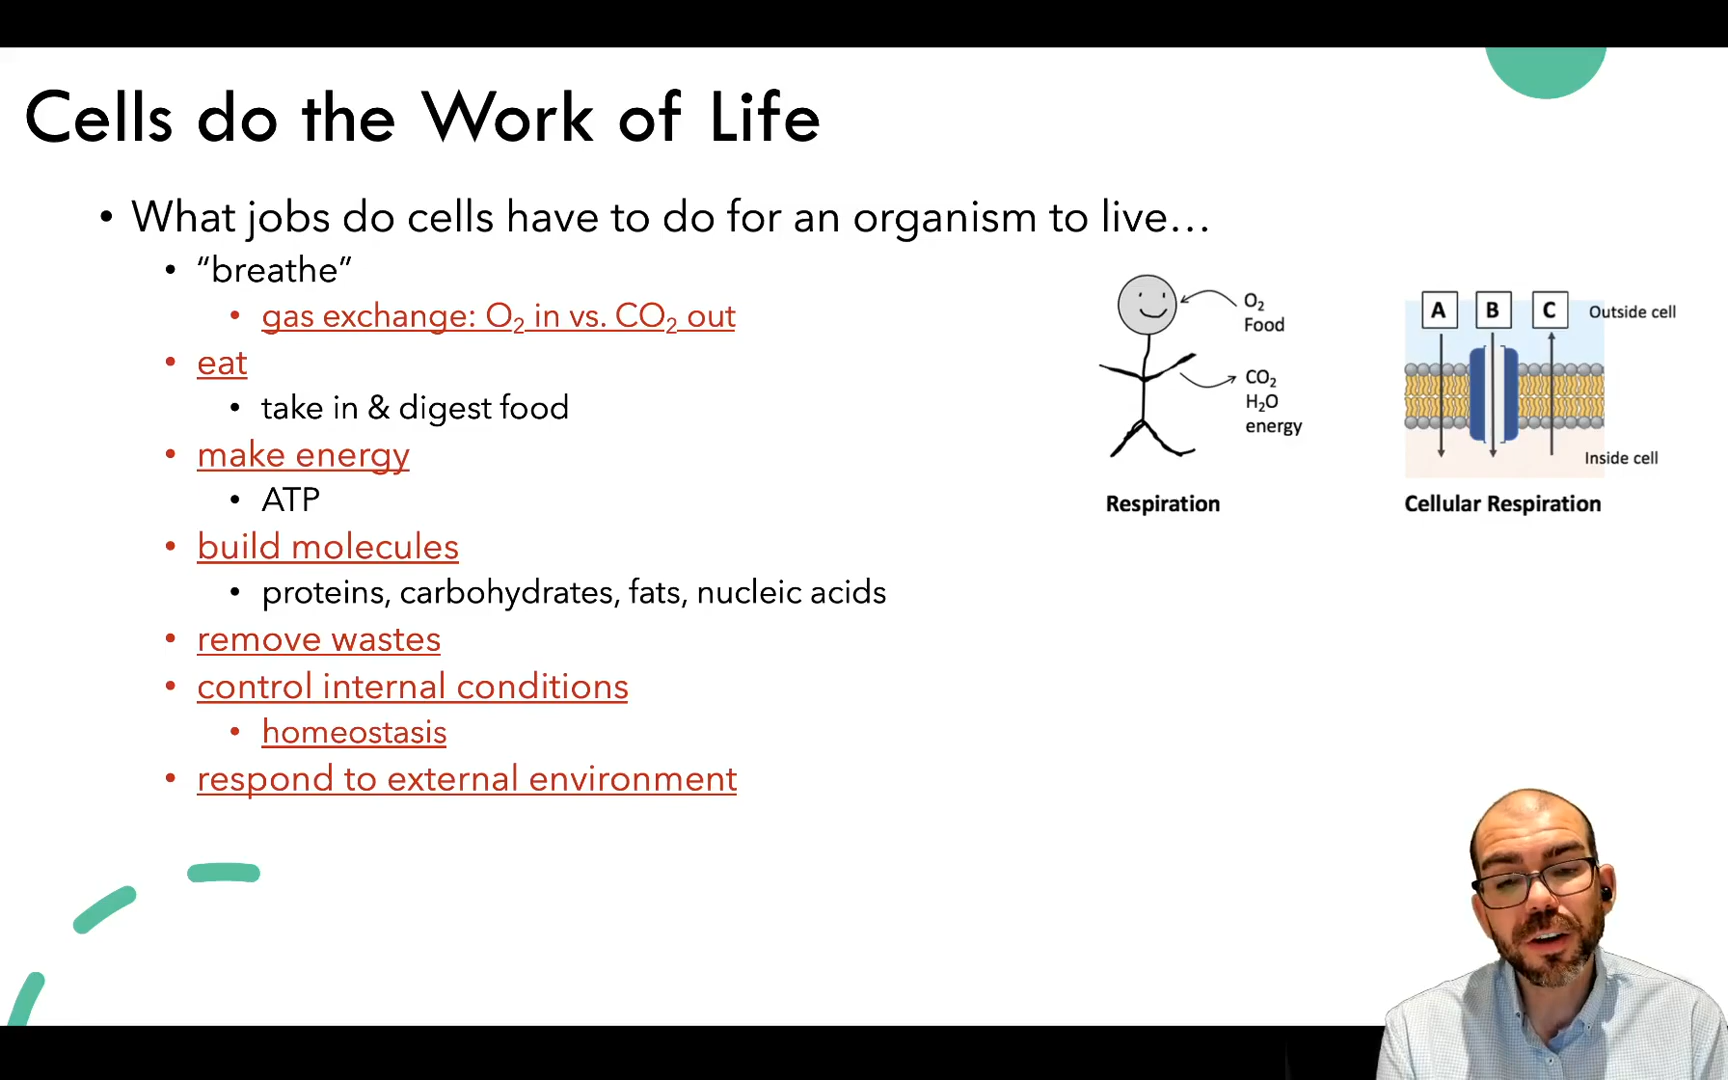 Cells do the Work of Life
• What jobs do cells have to do for an organism to live…
• “breathe”
• gas exchange: O₂ in vs. CO₂ out
• eat
• take in & digest food
• make energy
• ATP
• build molecules
• proteins, carbohydrates, fats, nucleic acids
• remove wastes
• control internal conditions
• homeostasis
• respond to external environment
O₂
Food
CO₂
H₂O
energy
Respiration
A B C Outside cell
Inside cell
Cellular Respiration